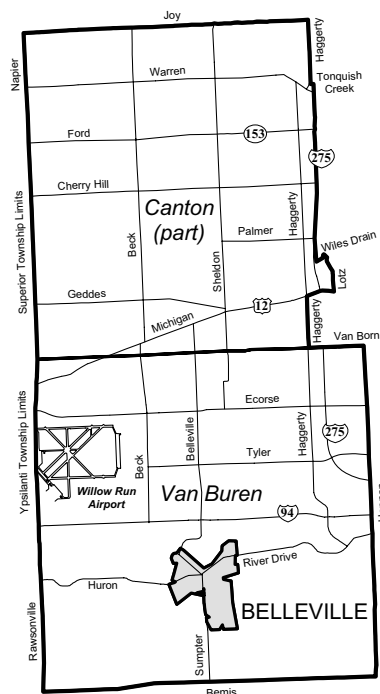 Joy
Napier
Haggerty
Warren
Tonquish
Creek
Ford
153
275
Cherry Hill
Superior Township Limits
Canton
(part)
Beck
Sheldon
Palmer
Haggerty
Wiles Drain
Lotz
Geddes
Michigan
12
Haggerty
Van Born
Ypsilanti Township Limits
Ecorse
Belleville
Haggerty
275
Beck
Tyler
Willow Run
Airport
Van Buren
94
Huron
River Drive
BELLEVILLE
Rawsonville
Sumpter
Bemis